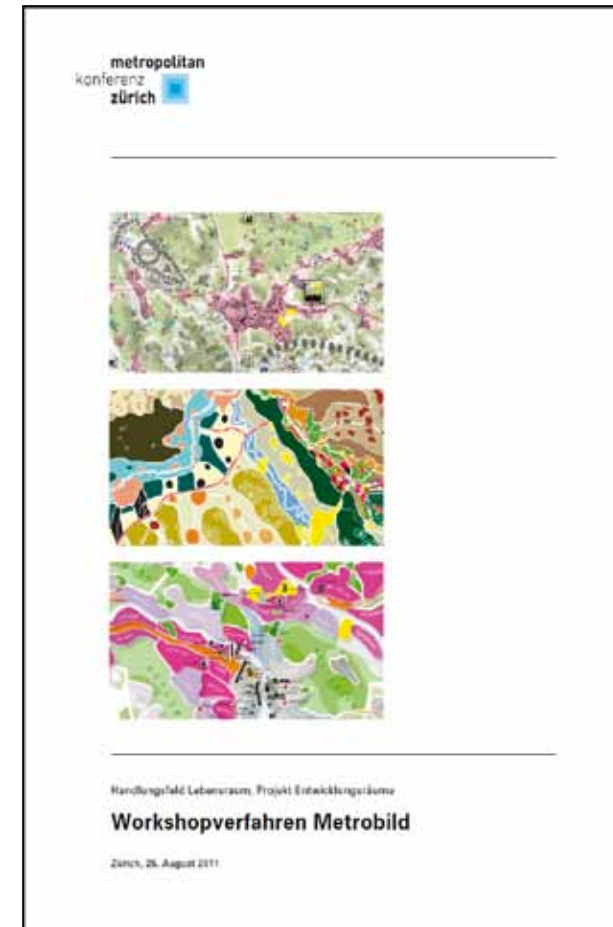 metropolitan
konferenz
zürich
Handlungsfeld Lebensraum, Projekt Entwicklungsräume
Workshopverfahren Metrobild
Zürich, 26. August 2011